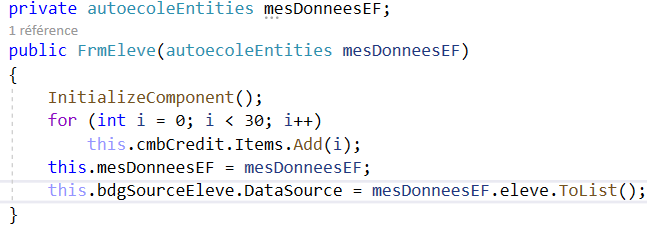 private autoecoleEntities mesDonneesEF;
1 référence
public FrmEleve(autoecoleEntities mesDonneesEF)
{
    InitializeComponent();
    for (int i = 0; i < 30; i++)
        this.cmbCredit.Items.Add(i);
    this.mesDonneesEF = mesDonneesEF;
    this.bdgSourceEleve.DataSource = mesDonneesEF.eleve.ToList();
}